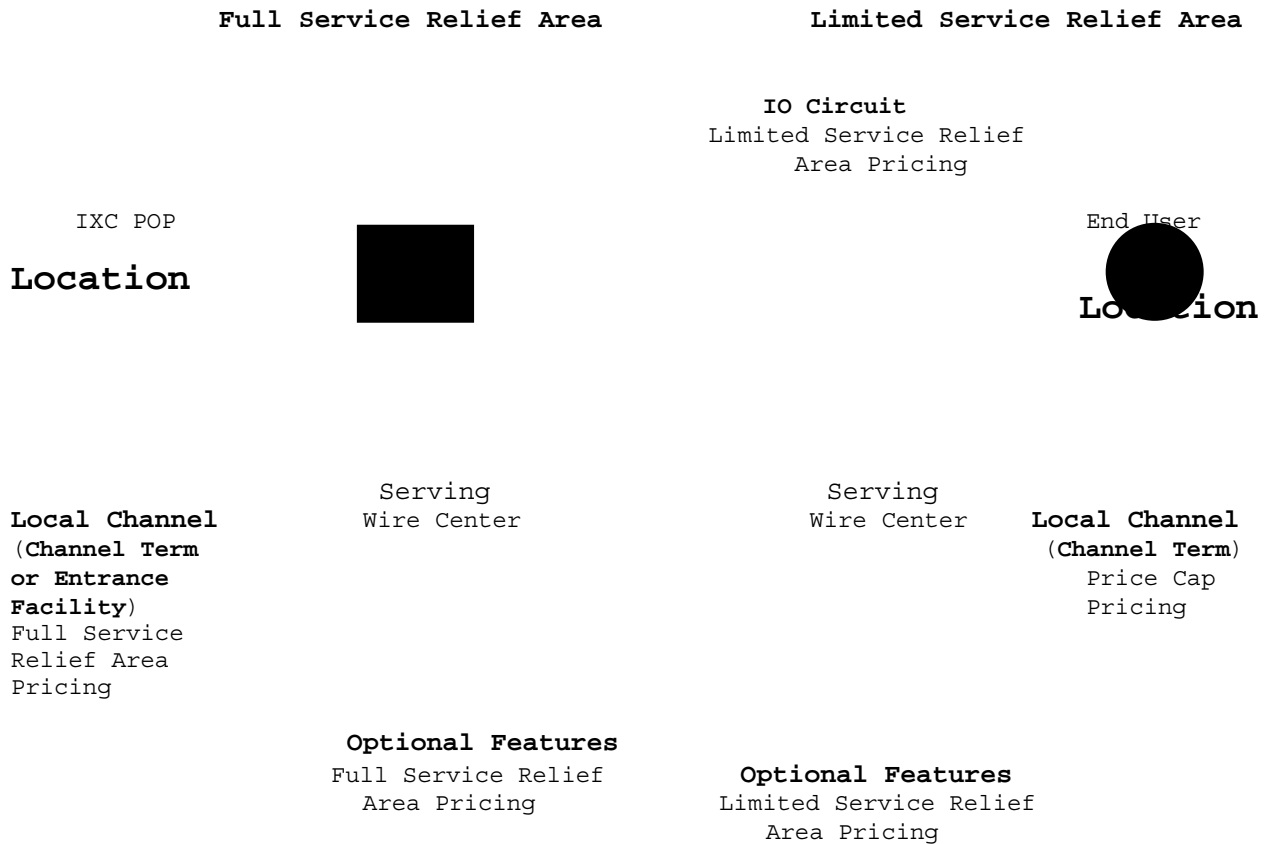 Full Service Relief Area
Limited Service Relief Area
IO Circuit
Limited Service Relief
Area Pricing
IXC POP
Location
End User
Serving
Wire Center
Serving
Wire Center
Local Channel
(Channel Term
or Entrance
Facility)
Full Service
Relief Area
Pricing
Local Channel
(Channel Term)
Price Cap
Pricing
Optional Features
Full Service Relief
Area Pricing
Optional Features
Limited Service Relief
Area Pricing